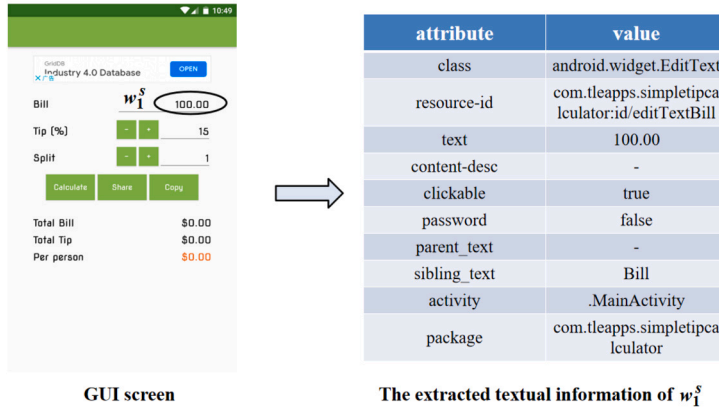 10:49
GridDB
Industry 4.0 Database
OPEN
Bill w₁ˢ 100.00
Tip (%) - + 15
Split - + 1
Calculate Share Copy
Total Bill $0.00
Total Tip $0.00
Per person $0.00
GUI screen
attribute value
class android.widget.EditText
resource-id com.tleapps.simpletipca
lculator:id/editTextBill
text 100.00
content-desc -
clickable true
password false
parent_text -
sibling_text Bill
activity .MainActivity
package com.tleapps.simpletipca
lculator
The extracted textual information of w₁ˢ